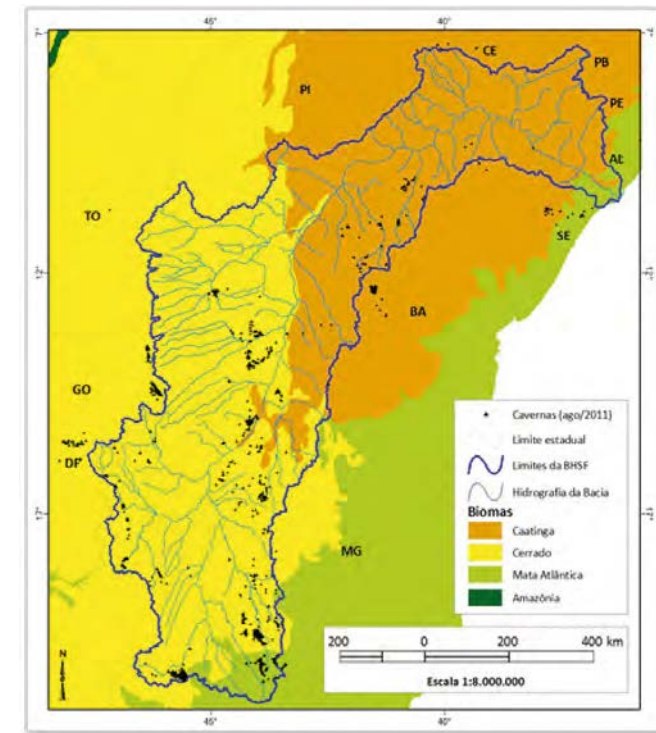 45
40
CE
PB
PI
PE
AL
TO
SE
BA
GO
DF
MG
Cavernas (ago/2011)
Limite estadual
Limites da BHSF
Hidrografia da Bacia
Biomas
Caatinga
Cerrado
Mata Atlântica
Amazônia
200 0 200 400 km
Escala 1:8.000.000
N
45
40